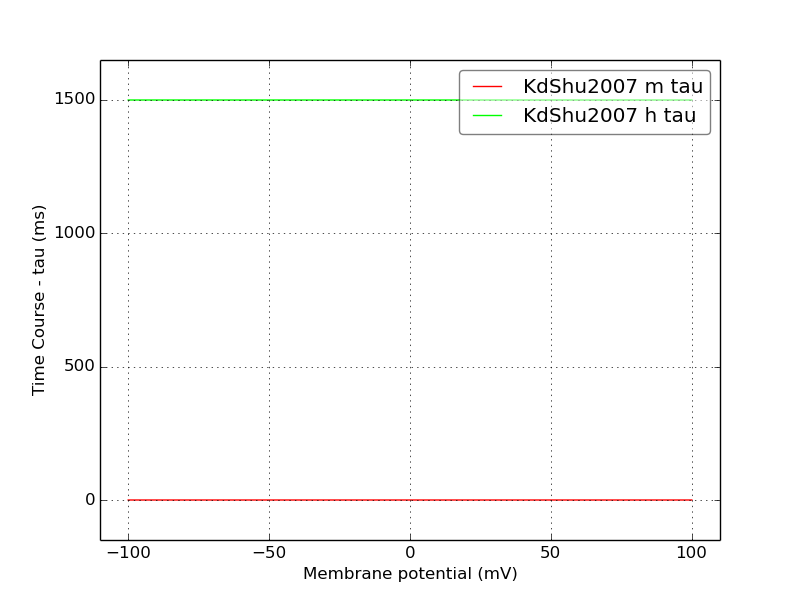 KdShu2007 m tau
KdShu2007 h tau
1500
1000
500
0
Time Course - tau (ms)
−100
−50
0
50
100
Membrane potential (mV)